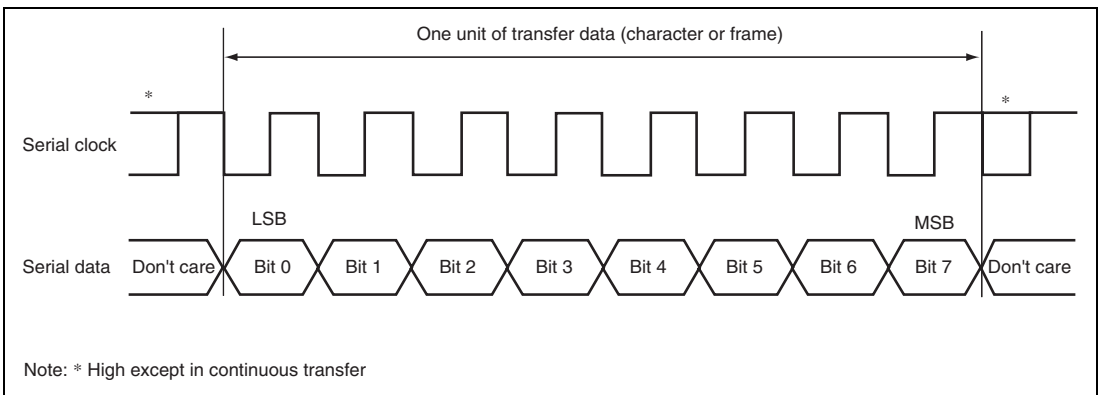 One unit of transfer data (character or frame)
* *
Serial clock
LSB MSB
Serial data Don't care Bit 0 Bit 1 Bit 2 Bit 3 Bit 4 Bit 5 Bit 6 Bit 7 Don't care
Note: * High except in continuous transfer